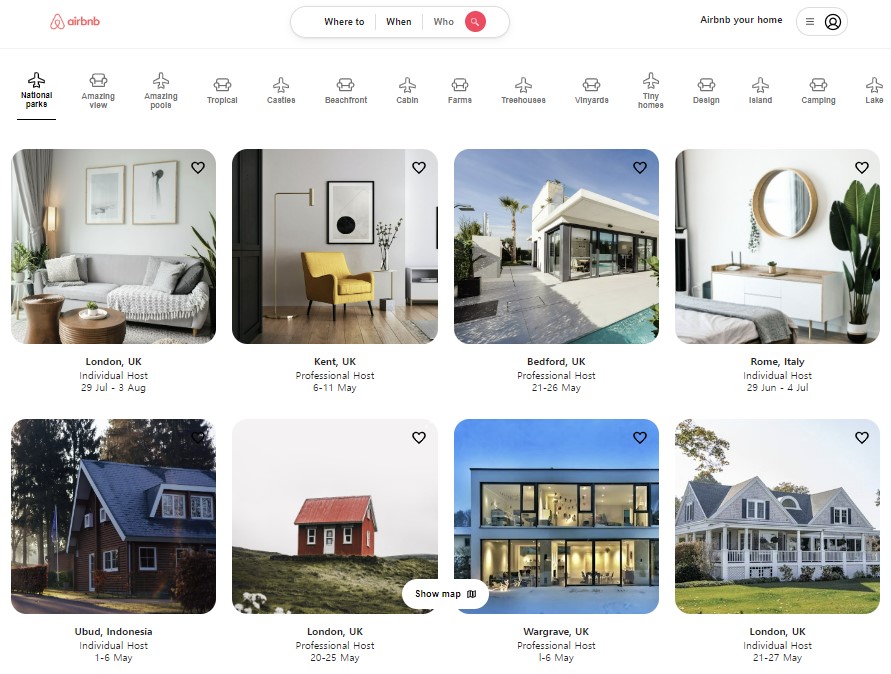 airbnb
Where to When Who
Airbnb your home
National
parks
Amazing
view
Amazing
pools
Tropical
Castles
Beachfront
Cabin
Farms
Treehouses
Vinyards
Tiny
homes
Design
Island
Camping
Lake
London, UK
Individual Host
29 Jul - 3 Aug
Kent, UK
Professional Host
6-11 May
Bedford, UK
Professional Host
21-26 May
Rome, Italy
Individual Host
29 Jun - 4 Jul
Show map
Ubud, Indonesia
Individual Host
1-6 May
London, UK
Professional Host
20-25 May
Wargrave, UK
Professional Host
l-6 May
London, UK
Individual Host
21-27 May